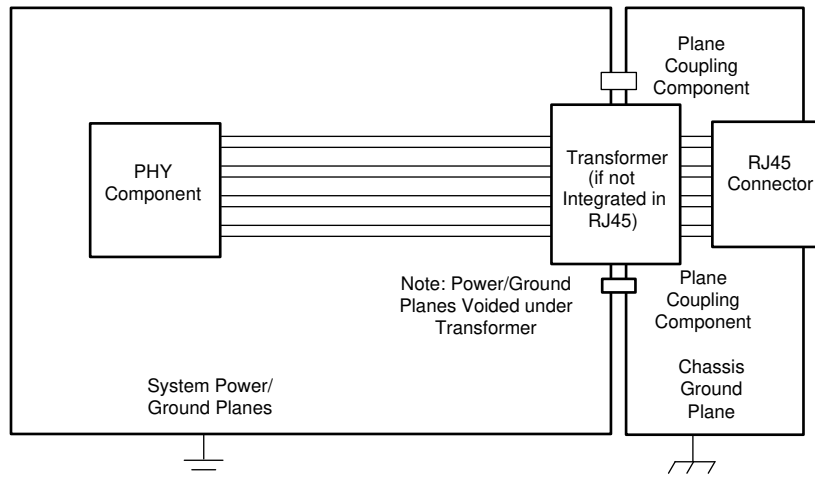 Plane
Coupling
Component
PHY
Component
Transformer
(if not
Integrated in
RJ45)
RJ45
Connector
Note: Power/Ground
Planes Voided under
Transformer
Plane
Coupling
Component
System Power/
Ground Planes
Chassis
Ground
Plane